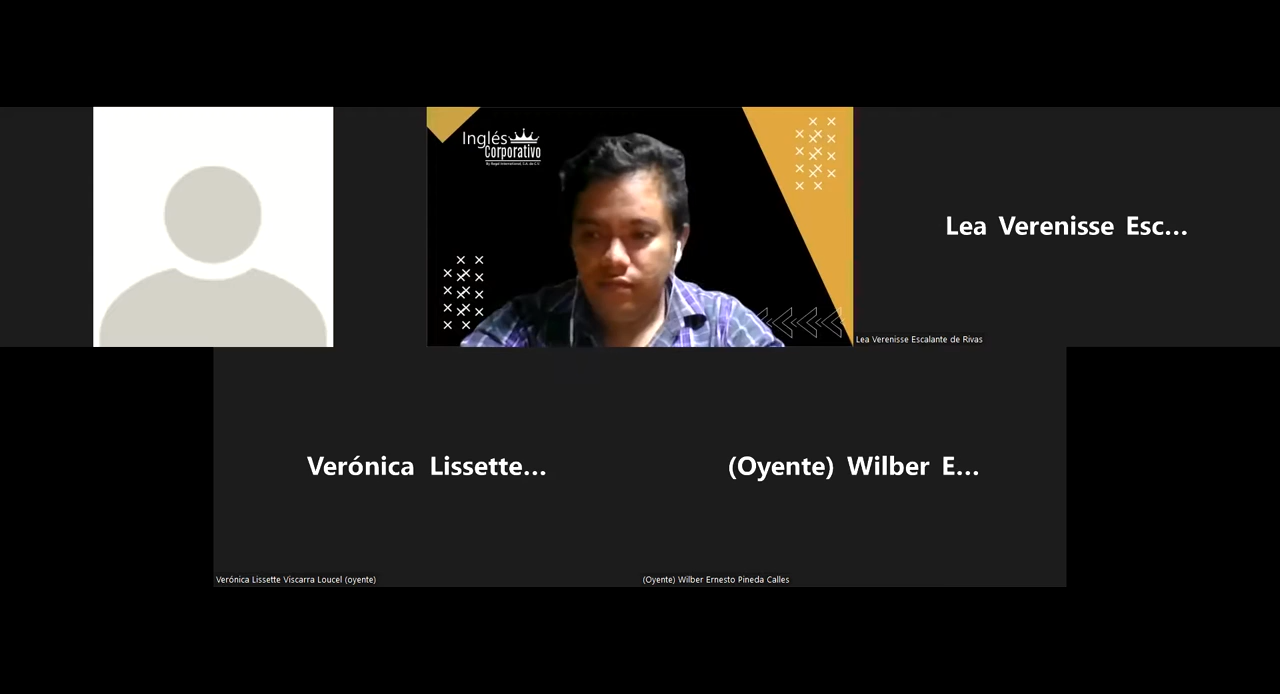 Inglés
Corporativo
Lea Verenisse Esc...
Lea Verenisse Escalante de Rivas
Verónica Lissette...
(Oyente) Wilber E...
Verónica Lissette Viscarra Loucel (oyente)
(Oyente) Wilber Ernesto Pineda Calles